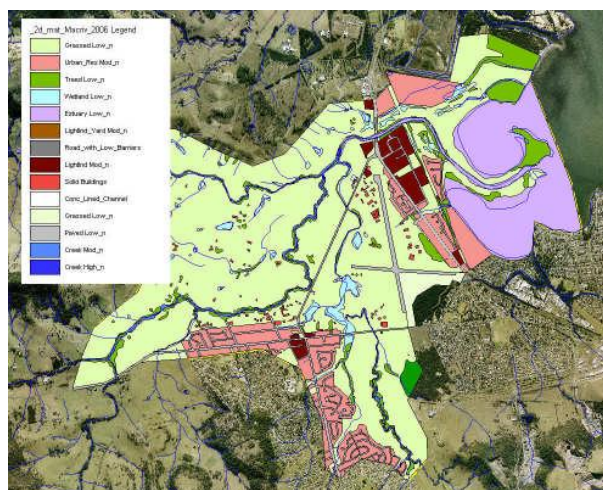 _2d_mat_Macriv_2006 Legend
Grassed Low_n
Urban_Res Mod_n
Treed Low_n
Wetland Low_n
Estuary Low_n
LightInd_Yard Mod_n
Road_with_Low_Barriers
LightInd Mod_n
Solid Buildings
Conc_Lined_Channel
Grassed Low_n
Paved Low_n
Creek Mod_n
Creek High_n